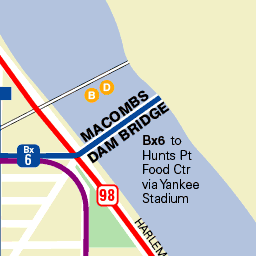 B D
MACOMBS
DAM BRIDGE
Bx
6
Bx6 to
Hunts Pt
Food Ctr
via Yankee
Stadium
98
HARLEM